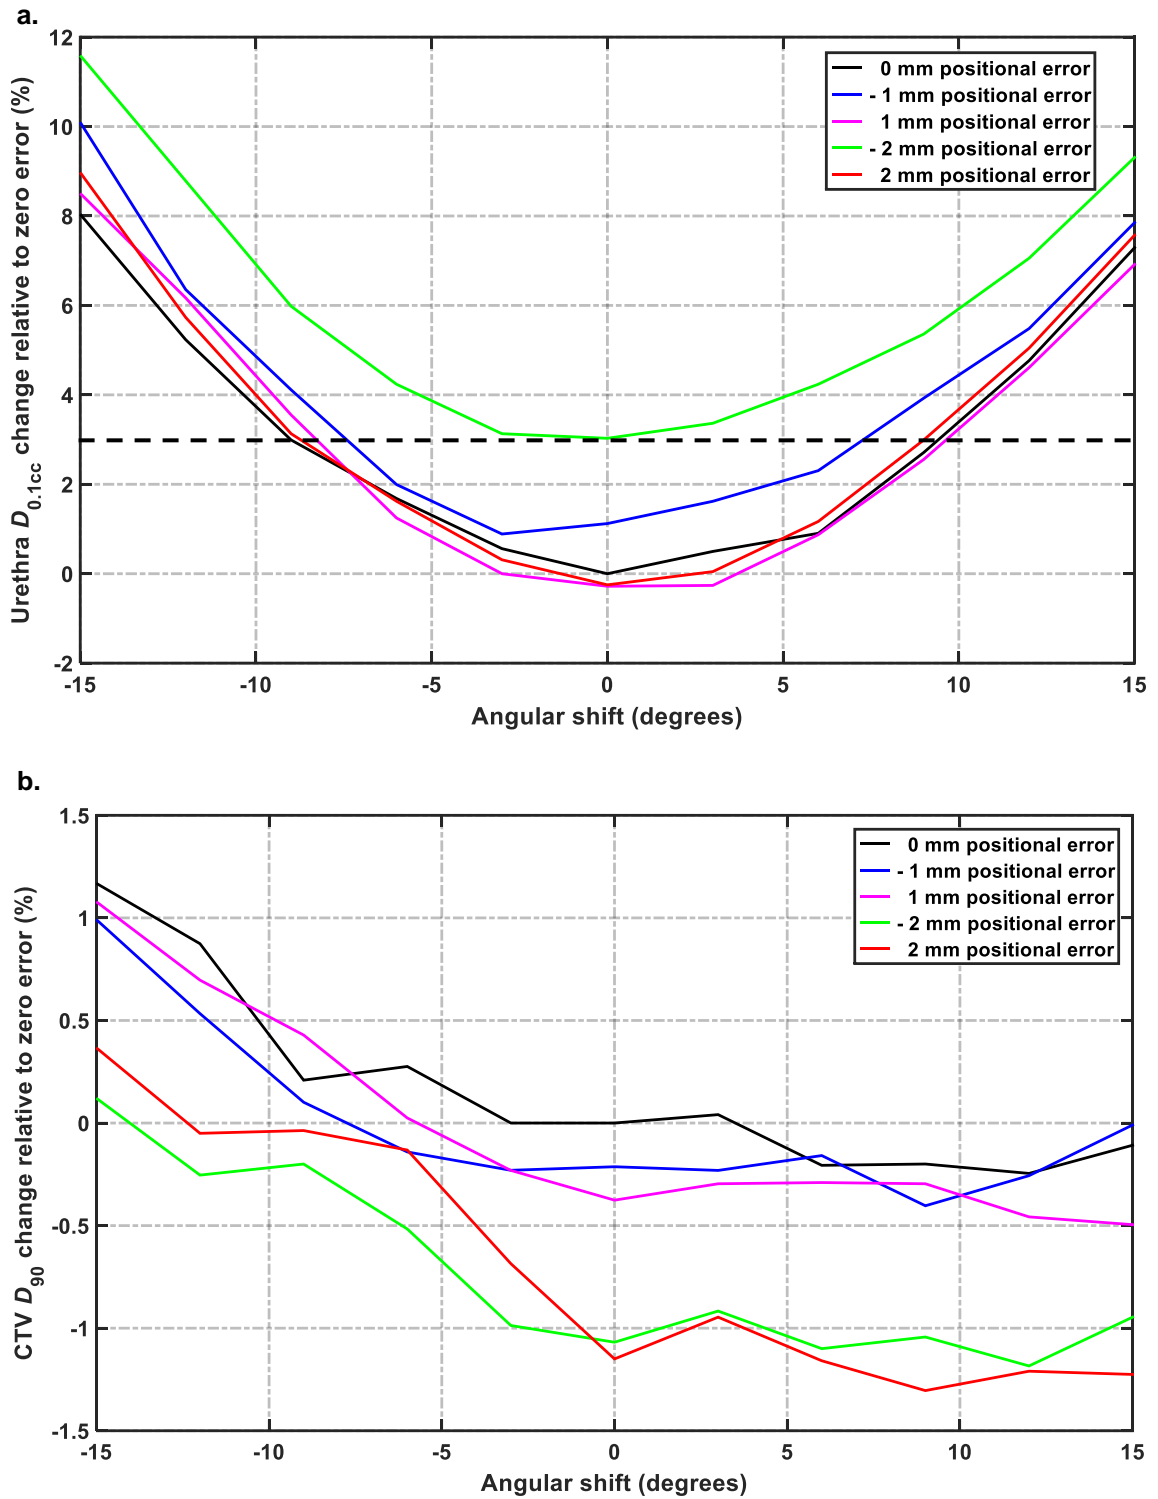 a.
Urethra D0.1cc change relative to zero error (%)
12
10
8
6
4
2
0
-2
0 mm positional error
- 1 mm positional error
1 mm positional error
- 2 mm positional error
2 mm positional error
-15 -10 -5 0 5 10 15
Angular shift (degrees)
b.
CTV D90 change relative to zero error (%)
1.5
1
0.5
0
-0.5
-1
-1.5
0 mm positional error
- 1 mm positional error
1 mm positional error
- 2 mm positional error
2 mm positional error
-15 -10 -5 0 5 10 15
Angular shift (degrees)